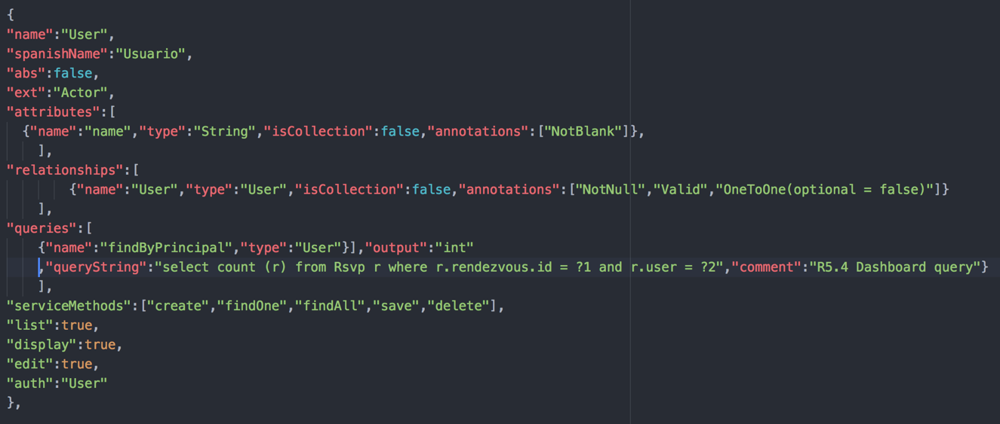 {
"name":"User",
"spanishName":"Usuario",
"abs":false,
"ext":"Actor",
"attributes":[
{"name":"name","type":"String","isCollection":false,"annotations":["NotBlank"]},
],
"relationships":[
{"name":"User","type":"User","isCollection":false,"annotations":["NotNull","Valid","OneToOne(optional = false)"]}
],
"queries":[
{"name":"findByPrincipal","type":"User"}],"output":"int"
,"queryString":"select count (r) from Rsvp r where r.rendezvous.id = ?1 and r.user = ?2","comment":"R5.4 Dashboard query"}
],
"serviceMethods":["create","findOne","findAll","save","delete"],
"list":true,
"display":true,
"edit":true,
"auth":"User"
},